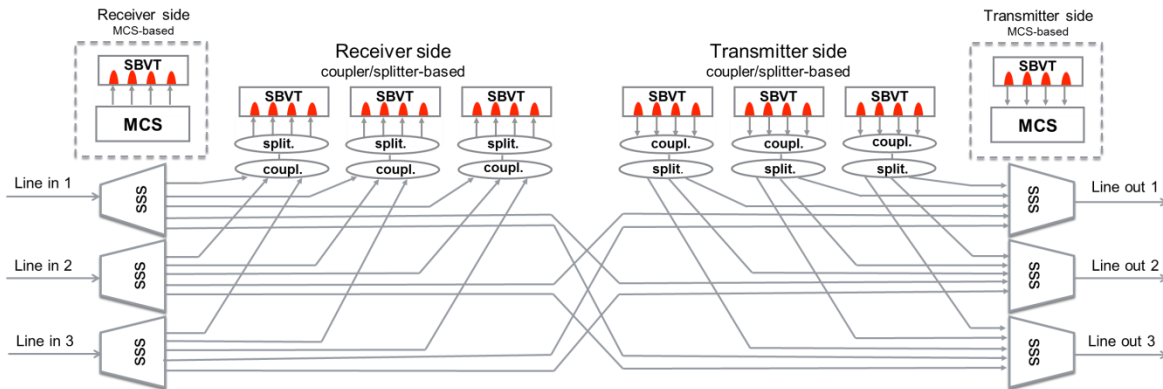 Receiver side
MCS-based
SBVT
MCS
Receiver side
coupler/splitter-based
SBVT
SBVT
SBVT
split.
split.
split.
coupl.
coupl.
coupl.
Transmitter side
coupler/splitter-based
SBVT
SBVT
SBVT
coupl.
coupl.
coupl.
split.
split.
split.
Transmitter side
MCS-based
SBVT
MCS
Line in 1
SSS
SSS
Line out 1
Line in 2
SSS
SSS
Line out 2
Line in 3
SSS
SSS
Line out 3